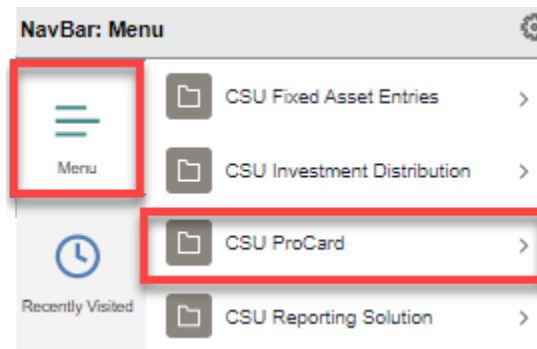 NavBar: Menu
Menu
CSU Fixed Asset Entries
CSU Investment Distribution
CSU ProCard
Recently Visited
CSU Reporting Solution